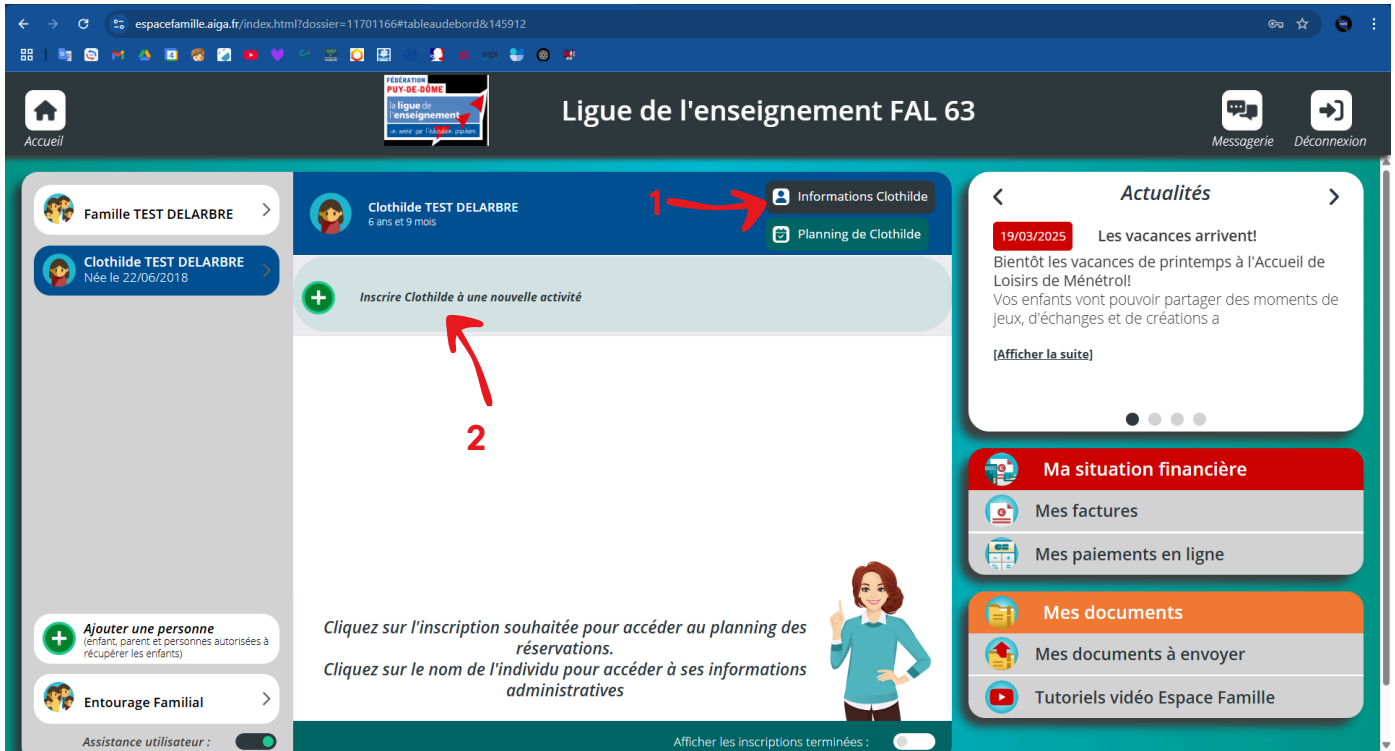 espacefamille.aiga.fr/index.html?dossier=11701166#tableaudebord&145912
Accueil
FÉDÉRATION
PUY-DE-DÔME
la ligue de
l'enseignement
un avenir par l'éducation populaire
Ligue de l'enseignement FAL 63
Messagerie
Déconnexion
Famille TEST DELARBRE
Clothilde TEST DELARBRE
Née le 22/06/2018
Ajouter une personne
(enfant, parent et personnes autorisées à
récupérer les enfants)
Entourage Familial
Assistance utilisateur :
Clothilde TEST DELARBRE
6 ans et 9 mois
1
Informations Clothilde
Planning de Clothilde
Inscrire Clothilde à une nouvelle activité
2
Cliquez sur l'inscription souhaitée pour accéder au planning des
réservations.
Cliquez sur le nom de l'individu pour accéder à ses informations
administratives
Afficher les inscriptions terminées :
Actualités
19/03/2025
Les vacances arrivent!
Bientôt les vacances de printemps à l'Accueil de
Loisirs de Ménétrol!
Vos enfants vont pouvoir partager des moments de
jeux, d'échanges et de créations a
[Afficher la suite]
Ma situation financière
Mes factures
Mes paiements en ligne
Mes documents
Mes documents à envoyer
Tutoriels vidéo Espace Famille